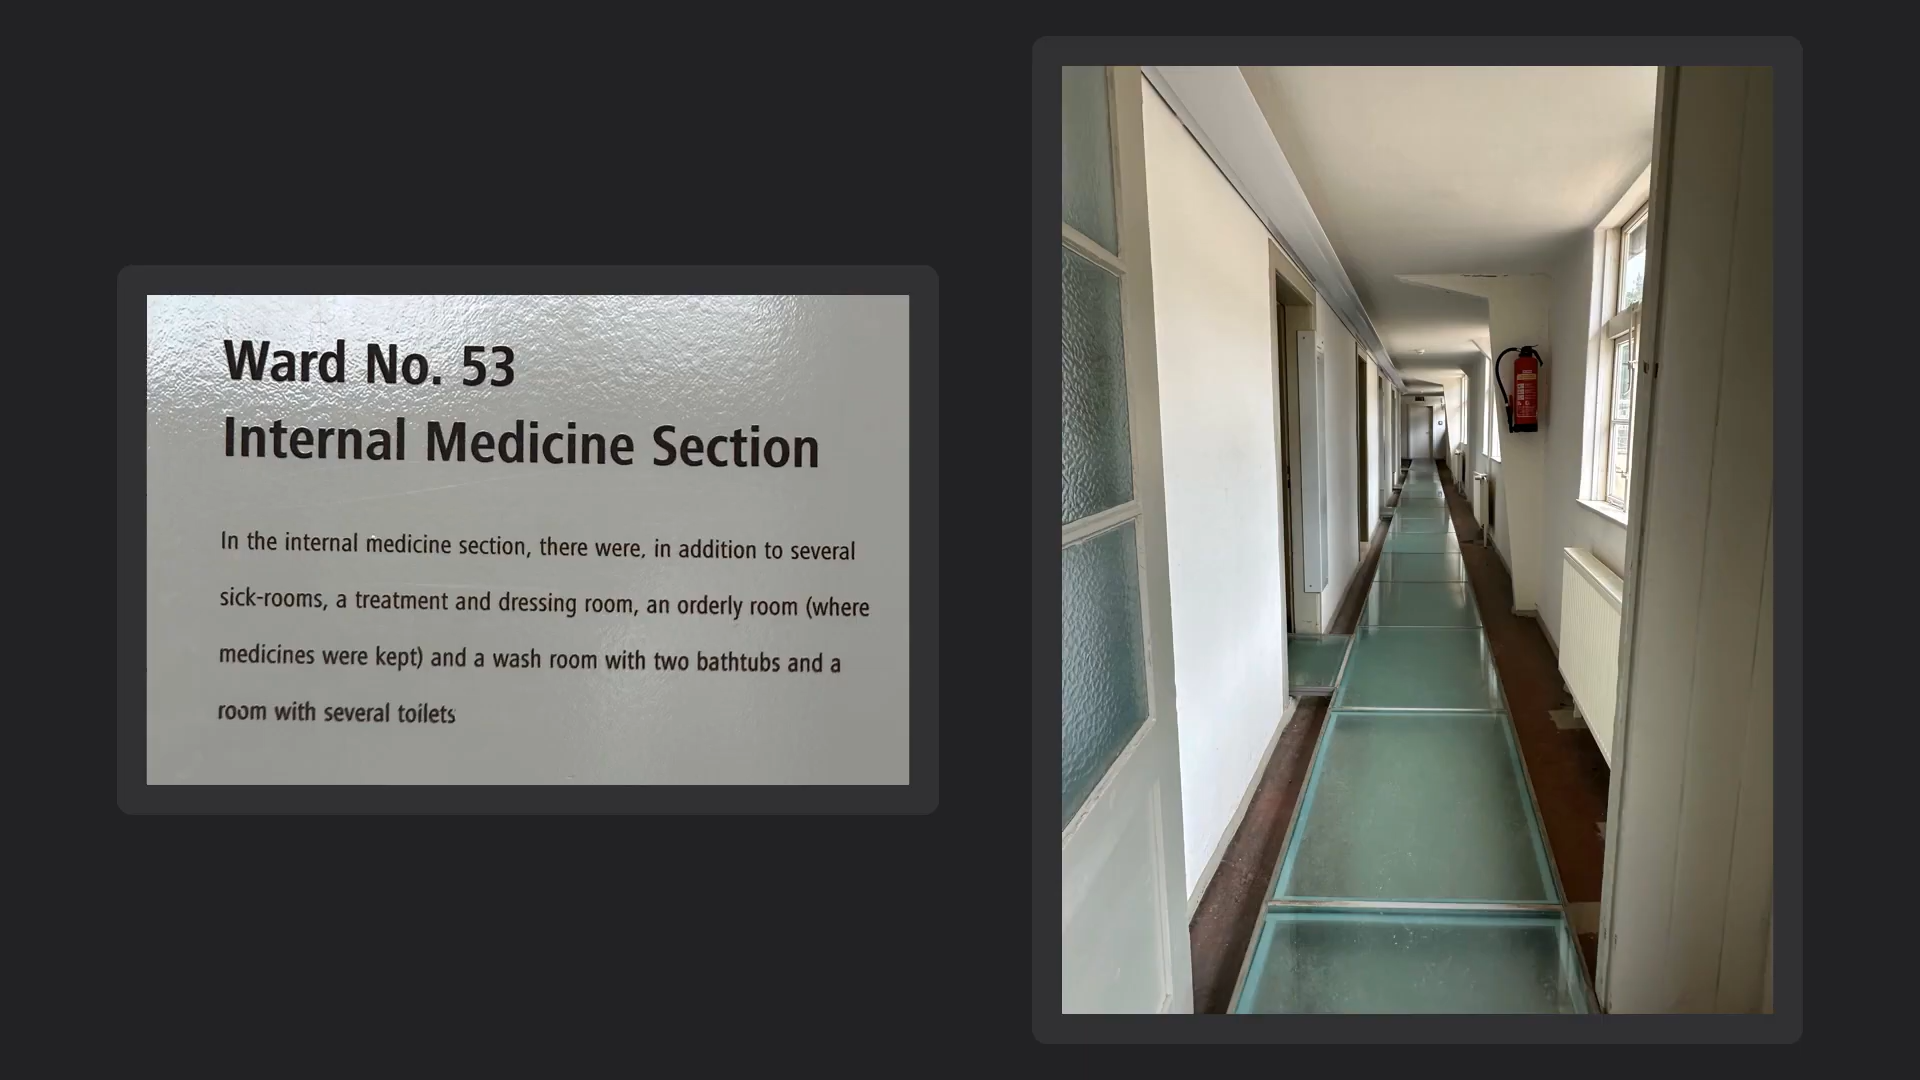 Ward No. 53
Internal Medicine Section
In the internal medicine section, there were, in addition to several
sick-rooms, a treatment and dressing room, an orderly room (where
medicines were kept) and a wash room with two bathtubs and a
room with several toilets